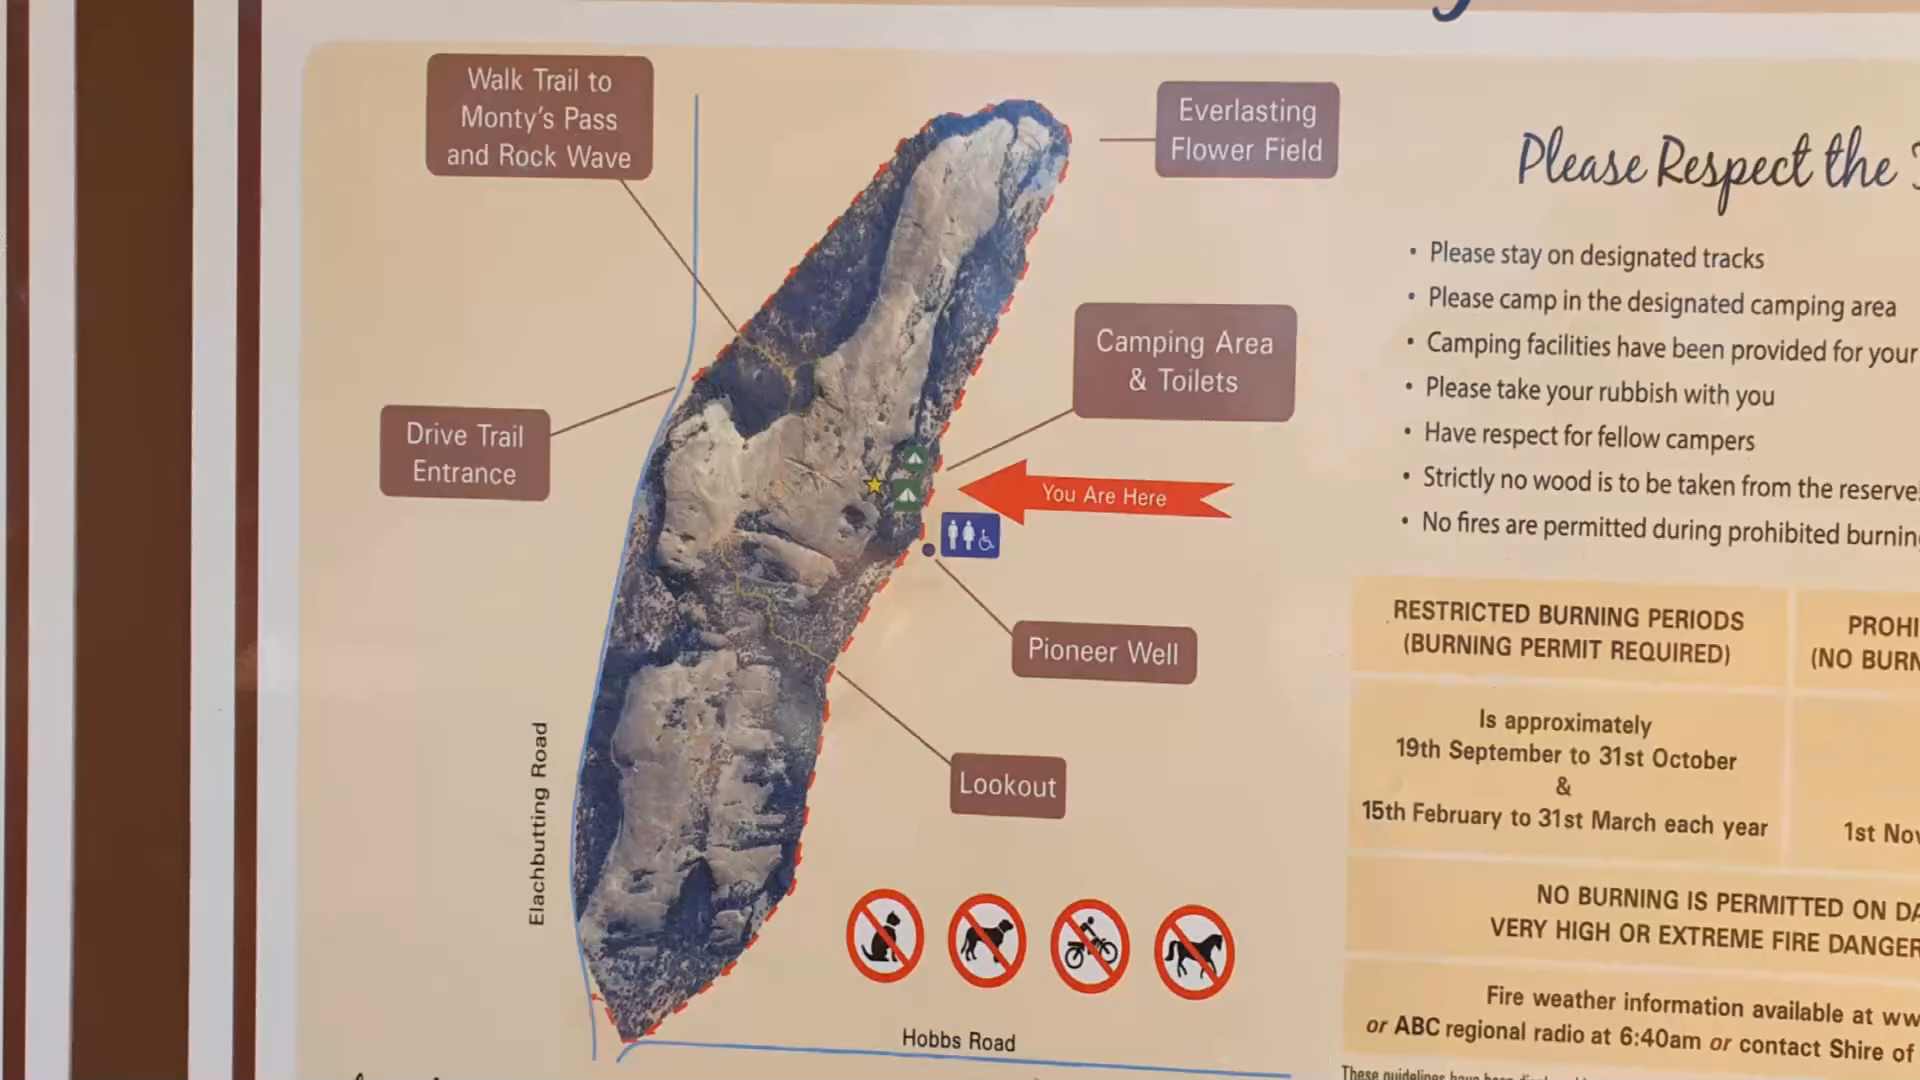 Walk Trail to
Monty's Pass
and Rock Wave
Everlasting
Flower Field
Camping Area
& Toilets
Drive Trail
Entrance
You Are Here
Pioneer Well
Lookout
Elachbutting Road
Hobbs Road
Please Respect the
• Please stay on designated tracks
• Please camp in the designated camping area
• Camping facilities have been provided for your
• Please take your rubbish with you
• Have respect for fellow campers
• Strictly no wood is to be taken from the reserve
• No fires are permitted during prohibited burnin
RESTRICTED BURNING PERIODS
(BURNING PERMIT REQUIRED)
PROHI
(NO BURN
Is approximately
19th September to 31st October
&
15th February to 31st March each year
1st Nov
NO BURNING IS PERMITTED ON DA
VERY HIGH OR EXTREME FIRE DANGER
Fire weather information available at ww
or ABC regional radio at 6:40am or contact Shire of